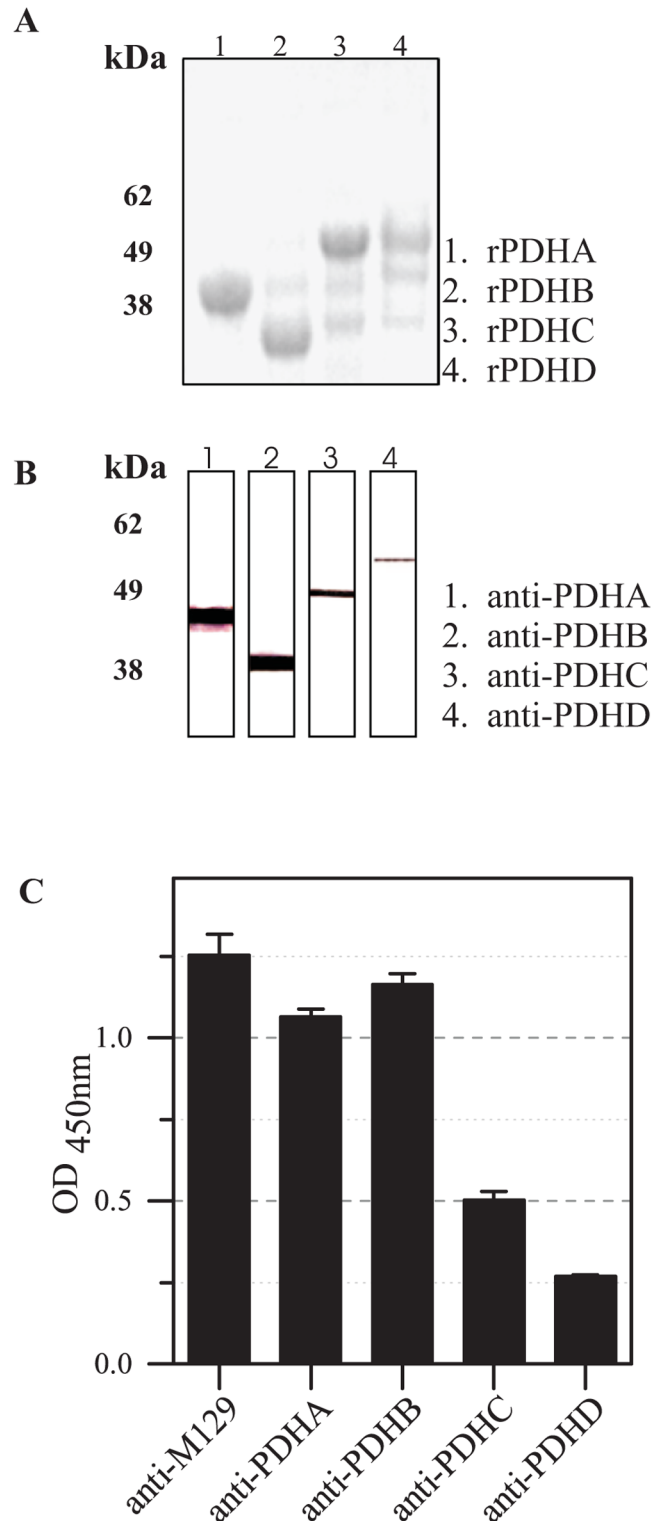 A
kDa
1 2 3 4
62
49
38
1. rPDHA
2. rPDHB
3. rPDHC
4. rPDHD
B
kDa
1 2 3 4
62
49
38
1. anti-PDHA
2. anti-PDHB
3. anti-PDHC
4. anti-PDHD
C
OD 450nm
1.0
0.5
0.0
anti-M129
anti-PDHA
anti-PDHB
anti-PDHC
anti-PDHD